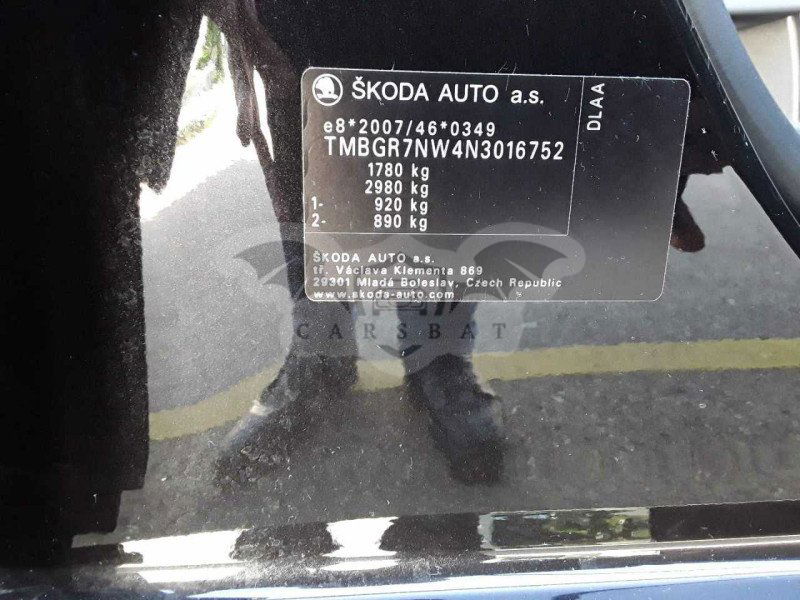 ŠKODA AUTO a.s.
DLAA
e8*2007/46*0349
TMBGR7NW4N3016752
1780 kg
2980 kg
1- 920 kg
2- 890 kg
ŠKODA AUTO a.s.
tř. Václava Klementa 869
29301 Mladá Boleslav, Czech Republic
www.skoda-auto.com
CARSBAT